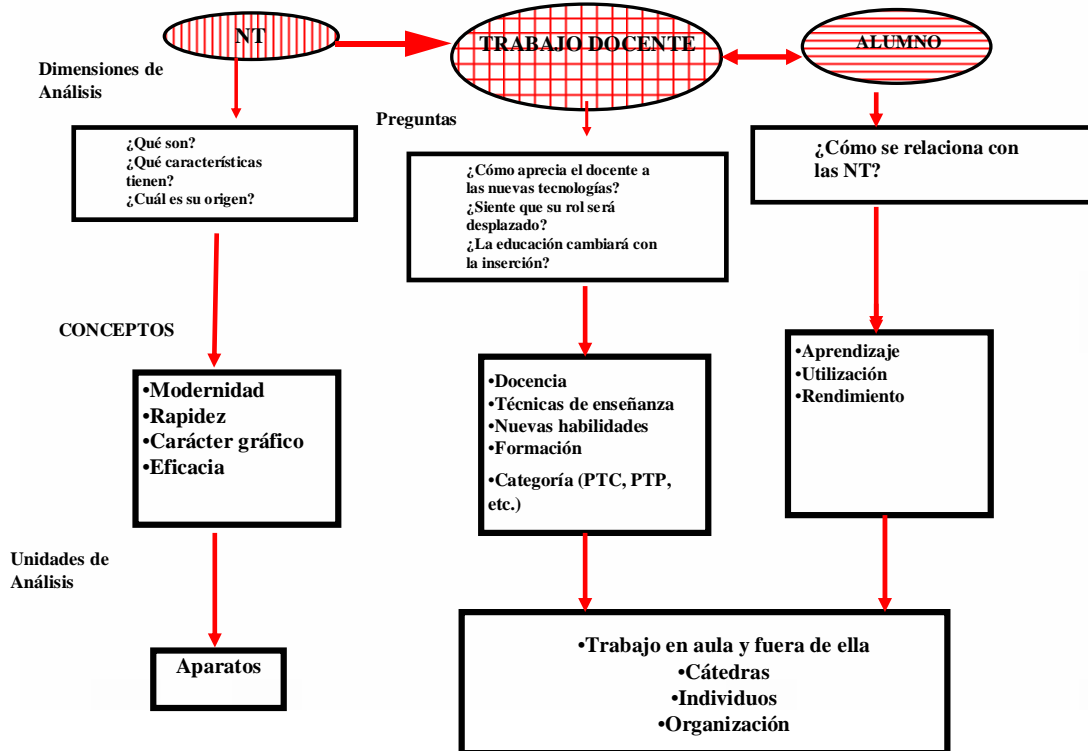 NT
TRABAJO DOCENTE
ALUMNO
Dimensiones de
Análisis
Preguntas
¿Qué son?
¿Qué características
tienen?
¿Cuál es su origen?
¿Cómo aprecia el docente a
las nuevas tecnologías?
¿Siente que su rol será
desplazado?
¿La educación cambiará con
la inserción?
¿Cómo se relaciona con
las NT?
CONCEPTOS
•Modernidad
•Rapidez
•Carácter gráfico
•Eficacia
•Docencia
•Técnicas de enseñanza
•Nuevas habilidades
•Formación
•Categoría (PTC, PTP,
etc.)
•Aprendizaje
•Utilización
•Rendimiento
Unidades de
Análisis
Aparatos
•Trabajo en aula y fuera de ella
•Cátedras
•Individuos
•Organización